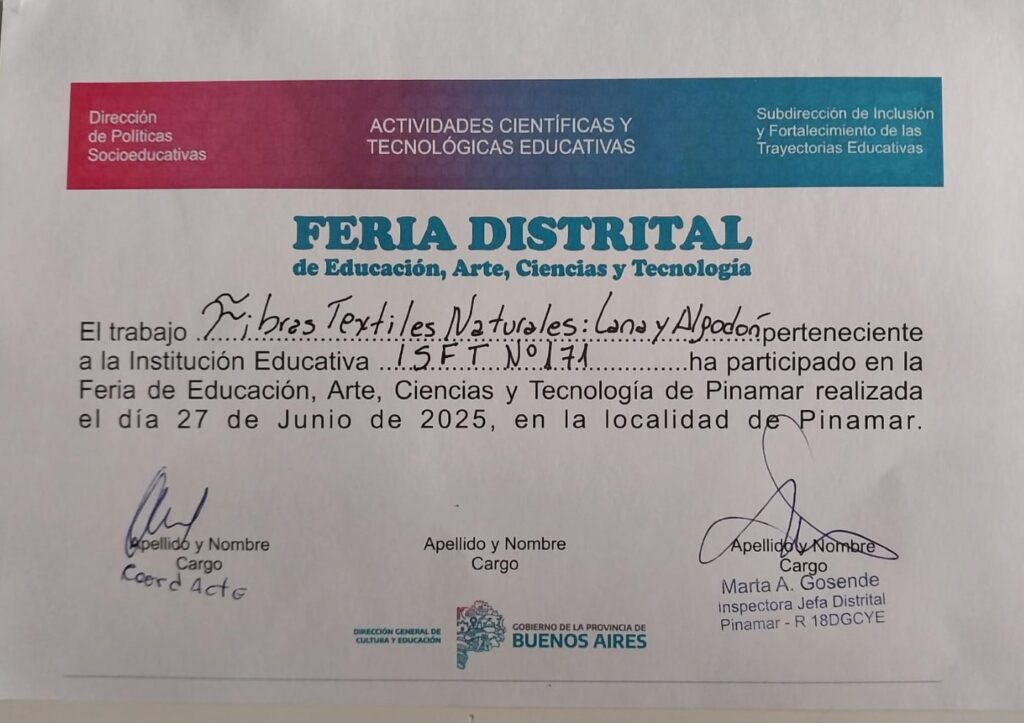 Dirección
de Políticas
Socioeducativas
ACTIVIDADES CIENTÍFICAS Y
TECNOLÓGICAS EDUCATIVAS
Subdirección de Inclusión
y Fortalecimiento de las
Trayectorias Educativas
FERIA DISTRITAL
de Educación, Arte, Ciencias y Tecnología
El trabajo Fibras Textiles Naturales: Lana y Algodón perteneciente
a la Institución Educativa ...ISFT Nº171...ha participado en la
Feria de Educación, Arte, Ciencias y Tecnología de Pinamar realizada
el día 27 de Junio de 2025, en la localidad de Pinamar.
Apellido y Nombre
Cargo
Coord Acte
Apellido y Nombre
Cargo
Apellido y Nombre
Cargo
Marta A. Gosende
Inspectora Jefa Distrital
Pinamar - R 18DGCYE
DIRECCIÓN GENERAL DE
CULTURA Y EDUCACIÓN
GOBIERNO DE LA PROVINCIA DE
BUENOS AIRES